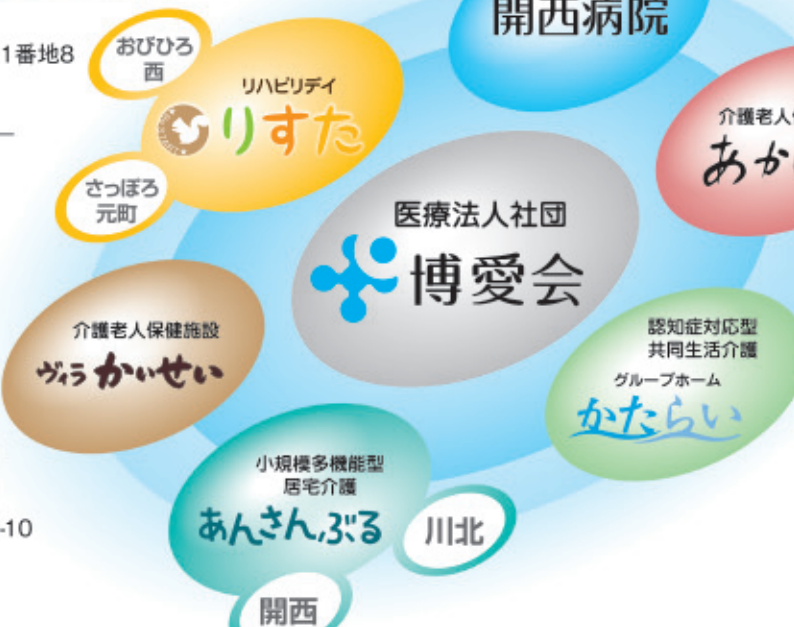 開西病院
1番地8
おびひろ
西
リハビリデイ
りすた
さっぽろ
元町
介護老人
あか
医療法人社団
博愛会
介護老人保健施設
ヴィラ かいせい
認知症対応型
共同生活介護
グループホーム
かたらい
小規模多機能型
居宅介護
あんさんぶる
川北
開西
-10